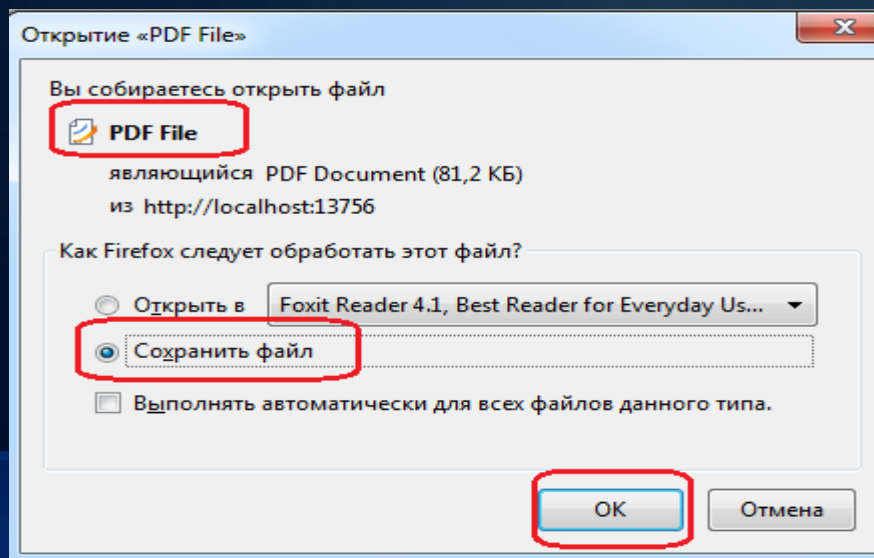 Открытие «PDF File»
Вы собираетесь открыть файл
PDF File
являющийся PDF Document (81,2 КБ)
из http://localhost:13756
Как Firefox следует обработать этот файл?
Открыть в Foxit Reader 4.1, Best Reader for Everyday Us...
Сохранить файл
Выполнять автоматически для всех файлов данного типа.
OK Отмена